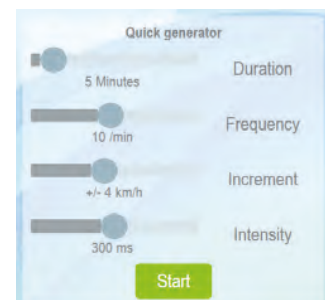 Quick generator
5 Minutes
Duration
10 /min
Frequency
+/- 4 km/h
Increment
300 ms
Intensity
Start